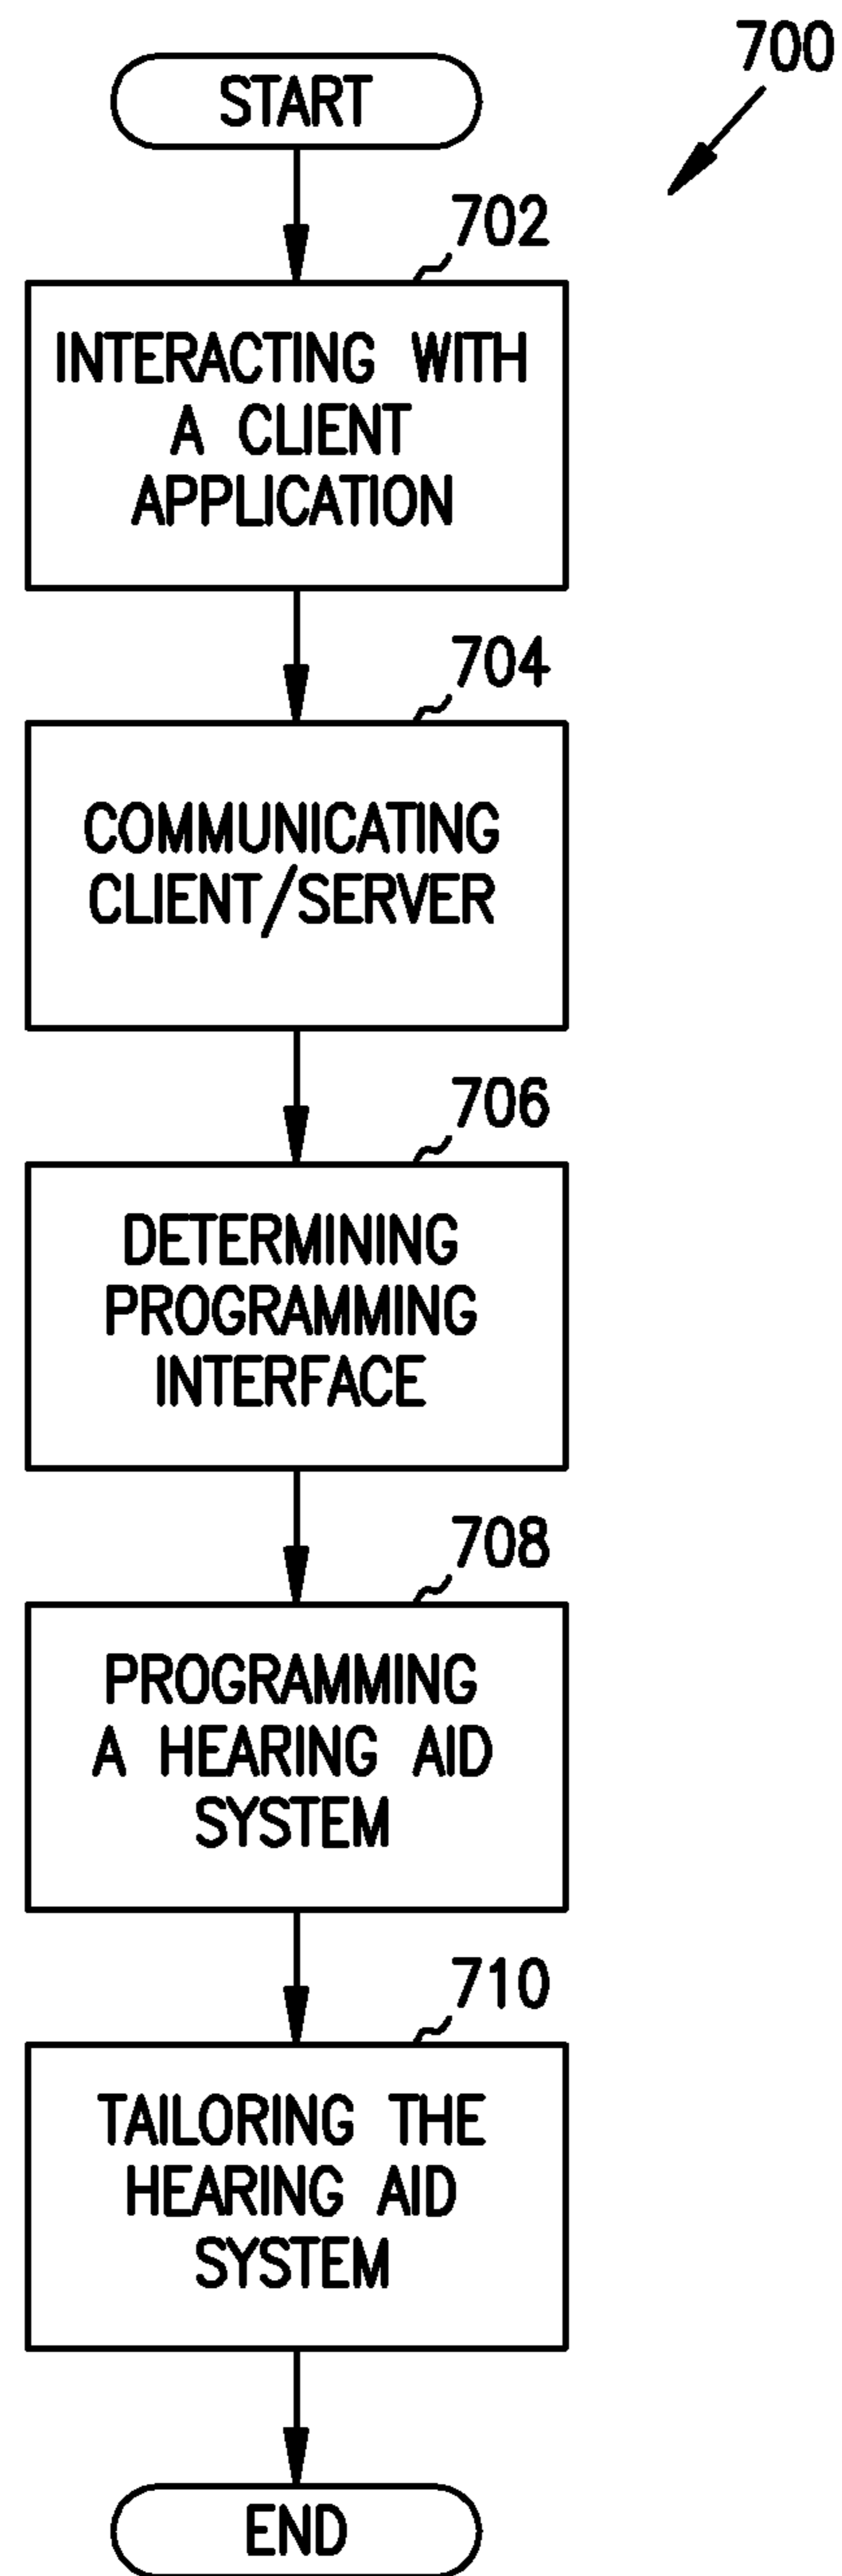 START
700
702
INTERACTING WITH
A CLIENT
APPLICATION
704
COMMUNICATING
CLIENT/SERVER
706
DETERMINING
PROGRAMMING
INTERFACE
708
PROGRAMMING
A HEARING AID
SYSTEM
710
TAILORING THE
HEARING AID
SYSTEM
END